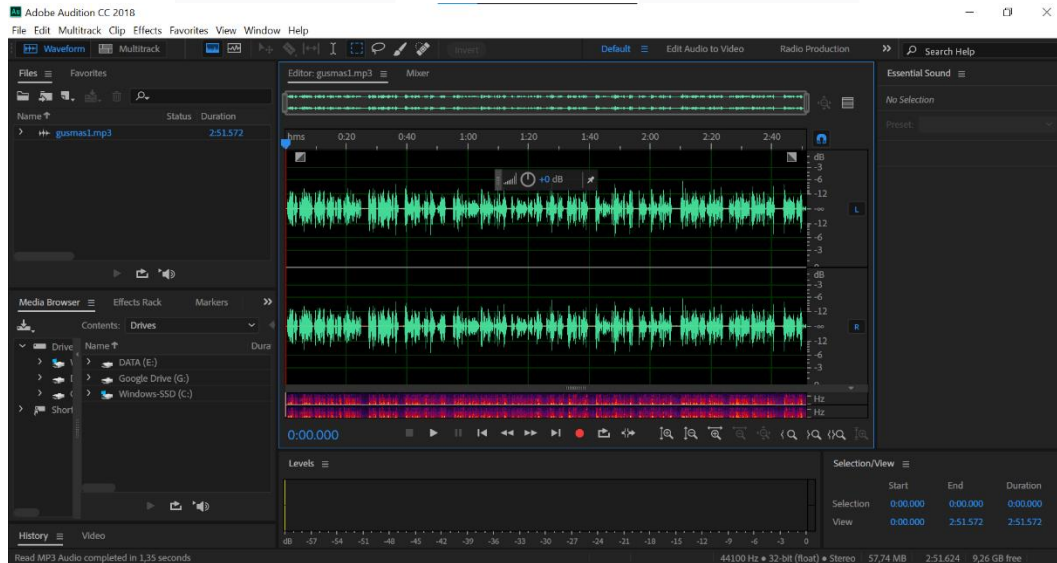 Au Adobe Audition CC 2018
File Edit Multitrack Clip Effects Favorites View Window Help
Waveform Multitrack Invert Default Edit Audio to Video Radio Production Search Help
Files Favorites
Name Status Duration
gusmas1.mp3 2:51.572
Editor: gusmas1.mp3 Mixer
hms 0:20 0:40 1:00 1:20 1:40 2:00 2:20 2:40
+0 dB
dB
-3
-6
-12
-∞
-12
-6
-3
L
dB
-3
-6
-12
-∞
-12
-6
-3
R
Hz
Hz
0:00.000
Essential Sound
No Selection
Preset:
Media Browser Effects Rack Markers
Contents: Drives
Drive Name Dura
DATA (E:)
Google Drive (G:)
Windows-SSD (C:)
Short
History Video
Levels
dB -57 -54 -51 -48 -45 -42 -39 -36 -33 -30 -27 -24 -21 -18 -15 -12 -9 -6 -3 0
Selection/View
Start End Duration
Selection 0:00.000 0:00.000 0:00.000
View 0:00.000 2:51.572 2:51.572
Read MP3 Audio completed in 1,35 seconds
44100 Hz ● 32-bit (float) ● Stereo 57,74 MB 2:51.624 9,26 GB free